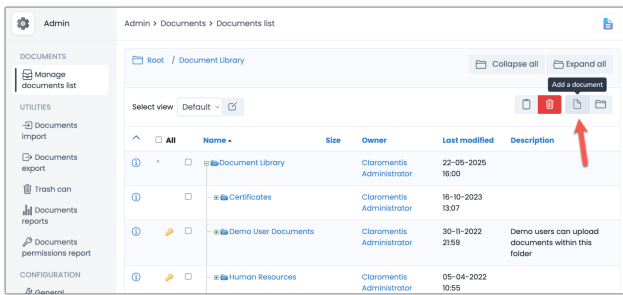 Admin
Admin > Documents > Documents list
DOCUMENTS
Manage
documents list
UTILITIES
Documents
import
Documents
export
Trash can
Documents
reports
Documents
permissions report
CONFIGURATION
General
Root / Document Library
Collapse all
Expand all
Add a document
Select view Default
All Name Size Owner Last modified Description
Document Library Claromentis 22-05-2025
Administrator 16:00
Certificates Claromentis 16-10-2023
Administrator 13:07
Demo User Documents Claromentis 30-11-2022 Demo users can upload
Administrator 21:59 documents within this
folder
Human Resources Claromentis 05-04-2022
Administrator 10:55